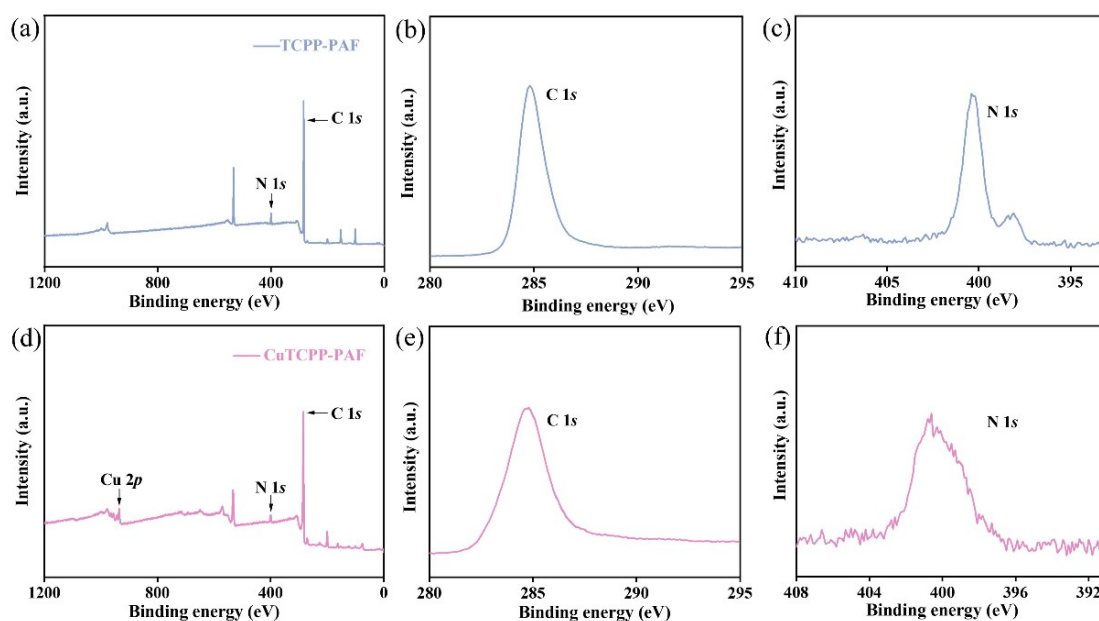 (a)
TCPP-PAF
C 1s
N 1s
Intensity (a.u.)
1200 800 400 0
Binding energy (eV)
(b)
C 1s
Intensity (a.u.)
280 285 290 295
Binding energy (eV)
(c)
N 1s
Intensity (a.u.)
410 405 400 395
Binding energy (eV)
(d)
CuTCPP-PAF
C 1s
Cu 2p
N 1s
Intensity (a.u.)
1200 800 400 0
Binding energy (eV)
(e)
C 1s
Intensity (a.u.)
280 285 290 295
Binding energy (eV)
(f)
N 1s
Intensity (a.u.)
408 404 400 396 392
Binding energy (eV)